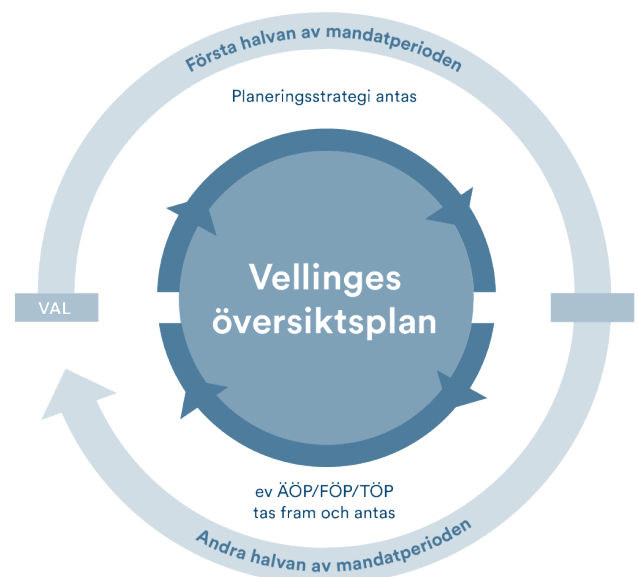 Första halvan av mandatperioden
Planeringsstrategi antas
Vellinges
översiktsplan
VAL
ev ÄÖP/FÖP/TÖP
tas fram och antas
Andra halvan av mandatperioden